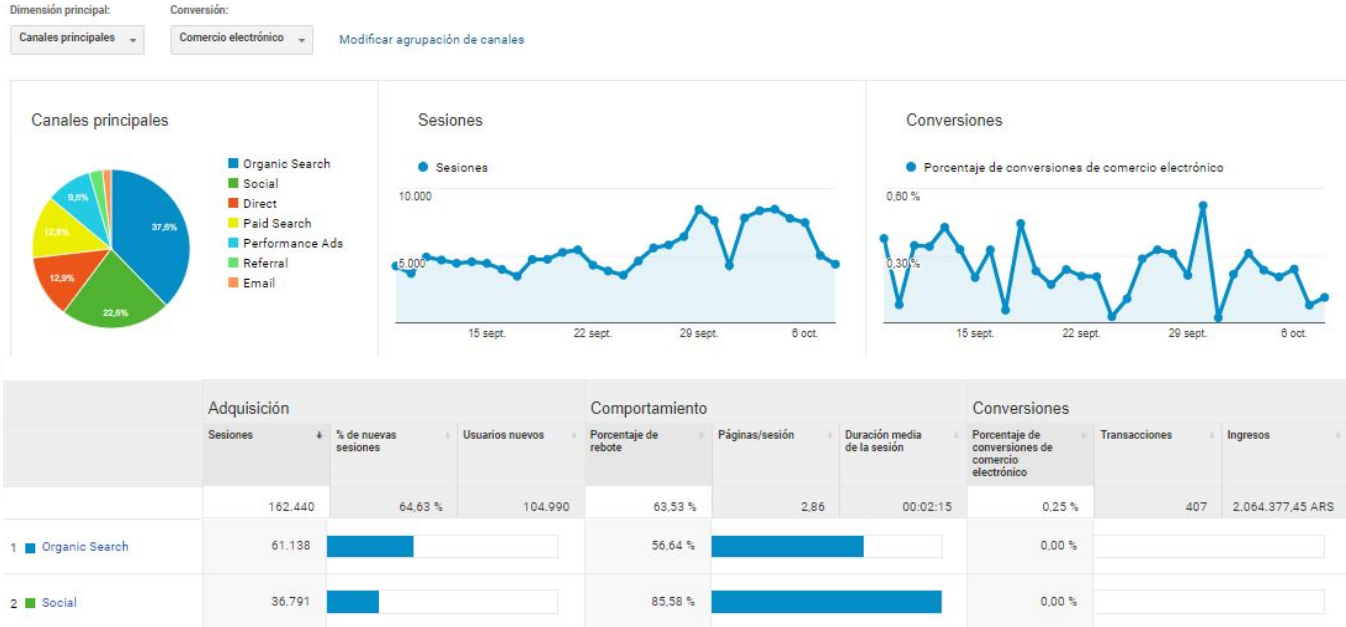 Dimensión principal: Conversión:
Canales principales Comercio electrónico Modificar agrupación de canales
Canales principales
37,6%
22,6%
12,9%
12,8%
9,5%
Organic Search
Social
Direct
Paid Search
Performance Ads
Referral
Email
Sesiones
Sesiones
10.000
5.000
15 sept. 22 sept. 29 sept. 6 oct.
Conversiones
Porcentaje de conversiones de comercio electrónico
0,60 %
0,30 %
15 sept. 22 sept. 29 sept. 6 oct.
Adquisición Comportamiento Conversiones
Sesiones
% de nuevas
sesiones
Usuarios nuevos
Porcentaje de
rebote
Páginas/sesión
Duración media
de la sesión
Porcentaje de
conversiones de
comercio
electrónico
Transacciones
Ingresos
162.440 64,63 % 104.990 63,53 % 2,86 00:02:15 0,25 % 407 2.064.377,45 ARS
1 Organic Search 61.138 56,64 % 0,00 %
2 Social 36.791 85,58 % 0,00 %